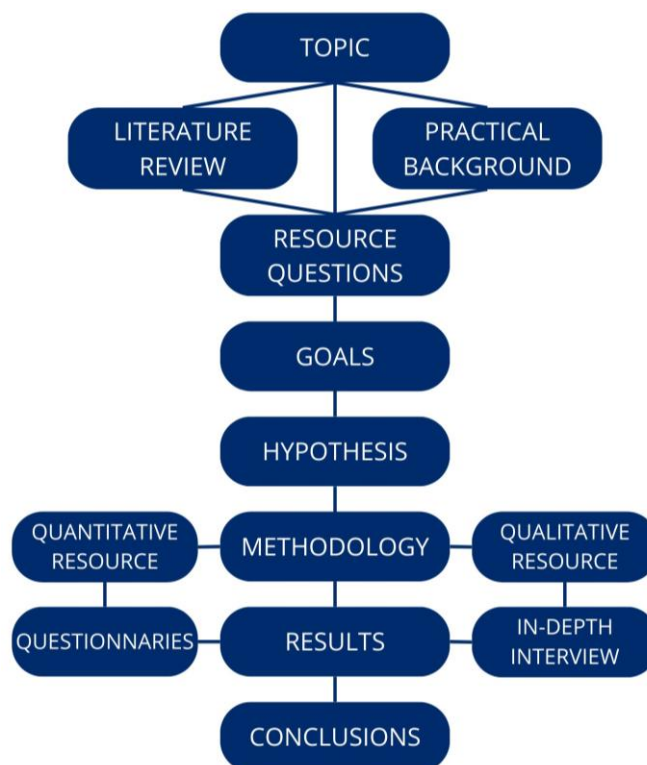 TOPIC
LITERATURE
REVIEW
PRACTICAL
BACKGROUND
RESOURCE
QUESTIONS
GOALS
HYPOTHESIS
QUANTITATIVE
RESOURCE
METHODOLOGY
QUALITATIVE
RESOURCE
QUESTIONNARIES
RESULTS
IN-DEPTH
INTERVIEW
CONCLUSIONS